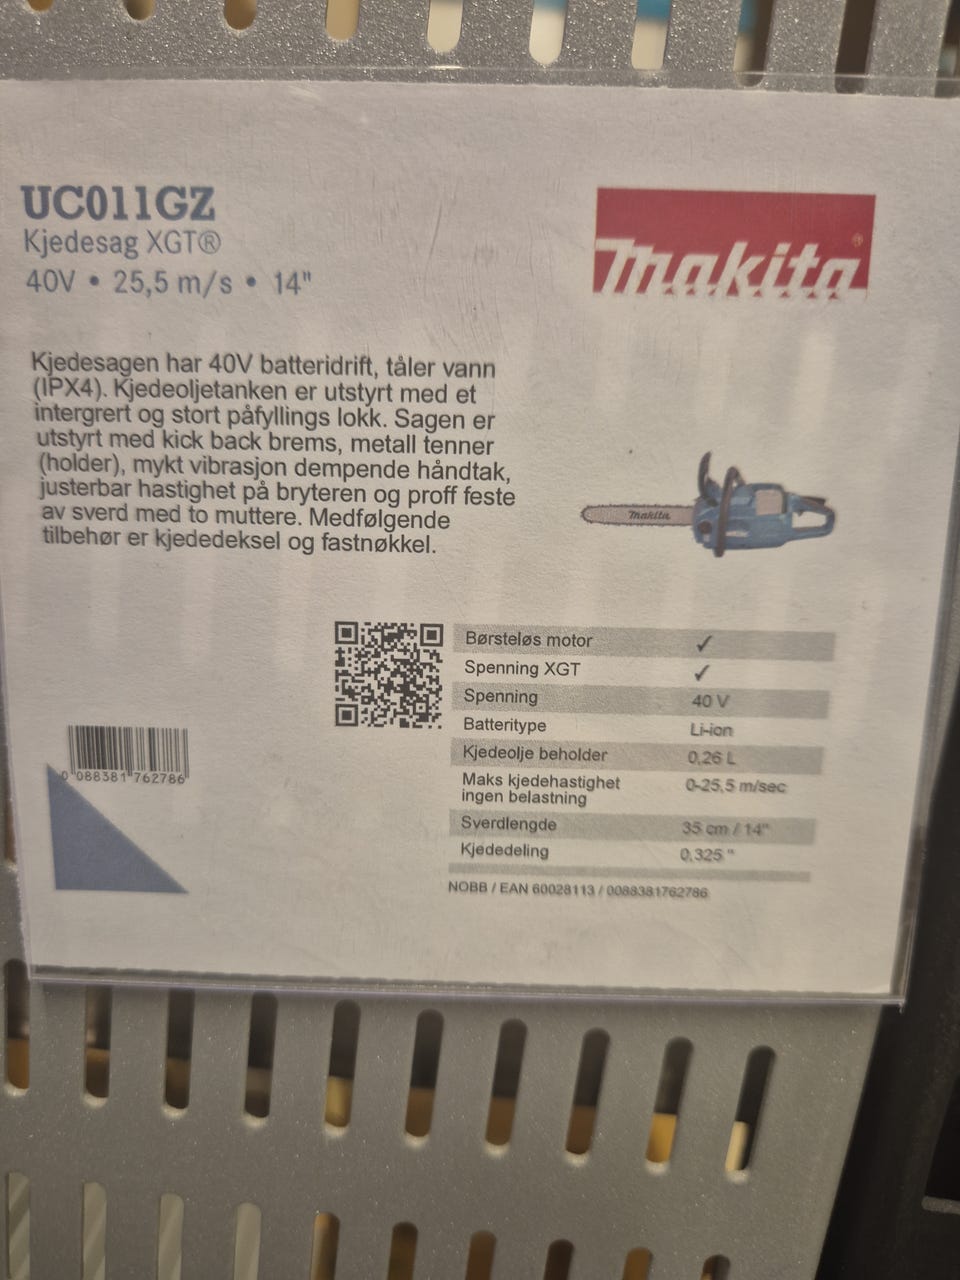 UC011GZ
Kjedesag XGT®
40V • 25,5 m/s • 14"
makita®
Kjedesagen har 40V batteridrift, tåler vann
(IPX4). Kjedeoljetanken er utstyrt med et
intergrert og stort påfyllings lokk. Sagen er
utstyrt med kick back brems, metall tenner
(holder), mykt vibrasjon dempende håndtak,
justerbar hastighet på bryteren og proff feste
av sverd med to muttere. Medfølgende
tilbehør er kjededeksel og fastnøkkel.
makita
Børsteløs motor ✓
Spenning XGT ✓
Spenning 40 V
Batteritype Li-ion
Kjedeolje beholder 0,26 L
Maks kjedehastighet
ingen belastning 0-25,5 m/sec
Sverdlengde 35 cm / 14"
Kjededeling 0,325 "
NOBB / EAN 60028113 / 0088381762786
0 088381 762786